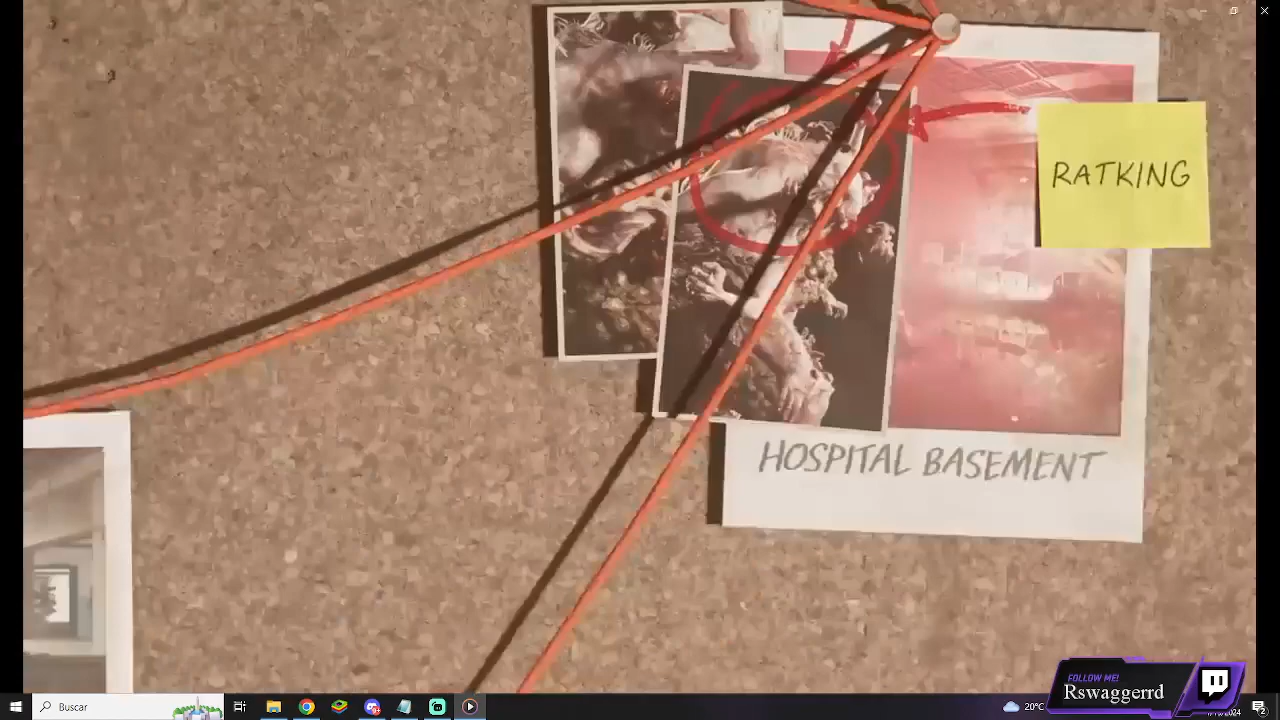 RATKING
HOSPITAL BASEMENT
FOLLOW ME!
Rswaggerrd
Buscar
20°C